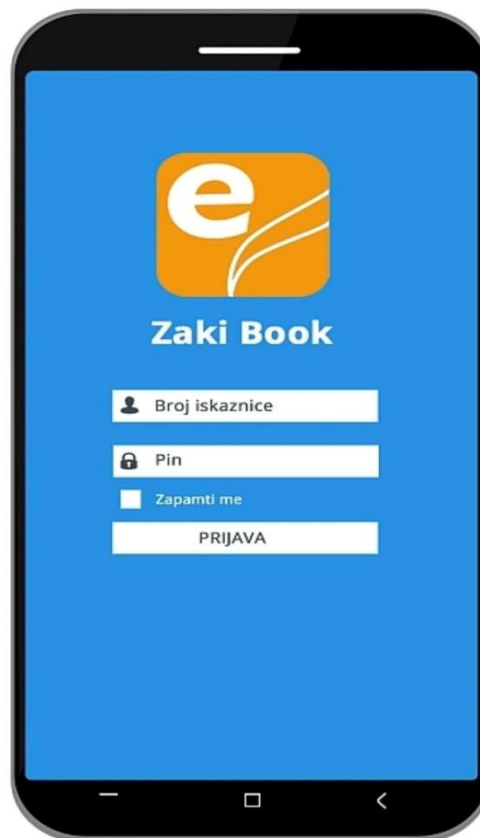 e
Zaki Book
Broj iskaznice
Pin
Zapamti me
PRIJAVA